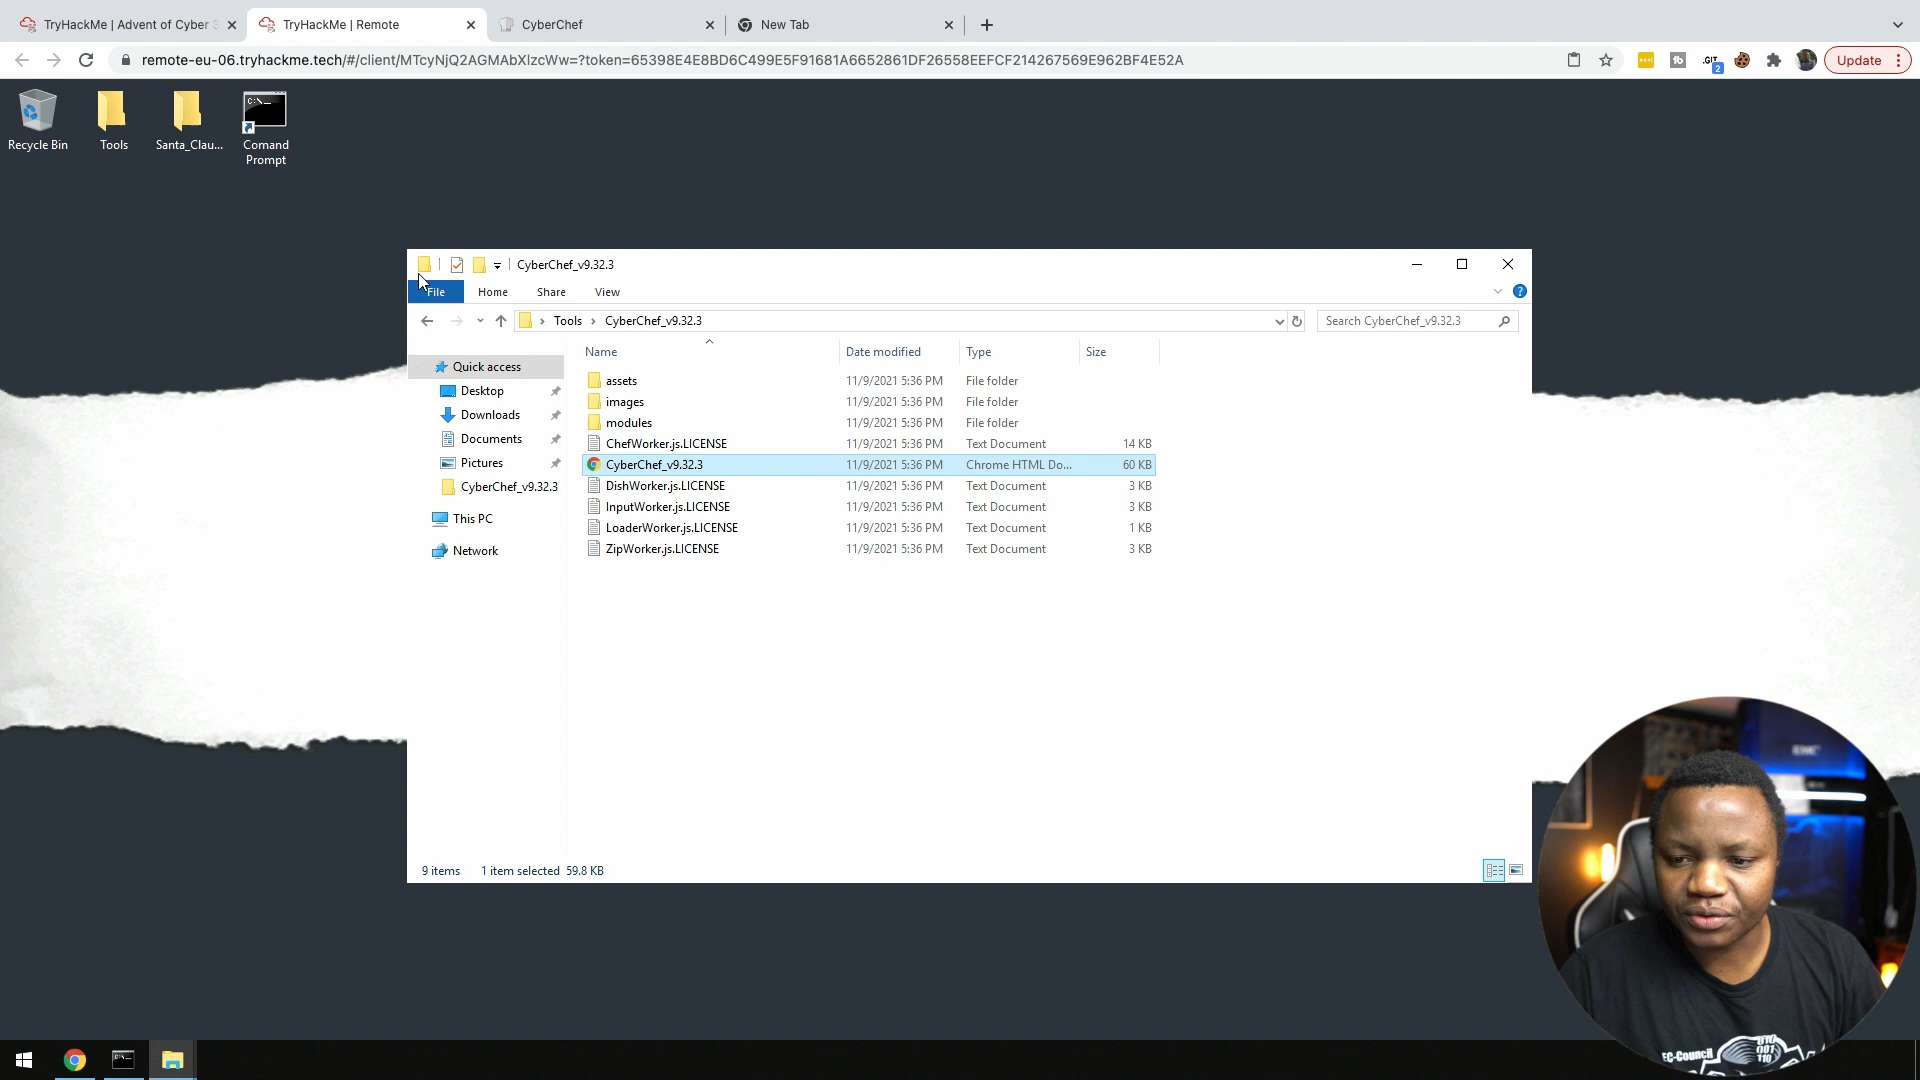 TryHackMe | Advent of Cyber 3
TryHackMe | Remote
CyberChef
New Tab
remote-eu-06.tryhackme.tech/#/client/MTcyNjQ2AGMAbXlzcWw=?token=65398E4E8BD6C499E5F91681A6652861DF26558EEFCF214267569E962BF4E52A
.GIT
2
Update
Recycle Bin
Tools
Santa_Clau...
C:\_
Comand
Prompt
CyberChef_v9.32.3
File
Home
Share
View
Tools
CyberChef_v9.32.3
Search CyberChef_v9.32.3
Name
Date modified
Type
Size
Quick access
Desktop
Downloads
Documents
Pictures
CyberChef_v9.32.3
This PC
Network
assets 11/9/2021 5:36 PM File folder
images 11/9/2021 5:36 PM File folder
modules 11/9/2021 5:36 PM File folder
ChefWorker.js.LICENSE 11/9/2021 5:36 PM Text Document 14 KB
CyberChef_v9.32.3 11/9/2021 5:36 PM Chrome HTML Do... 60 KB
DishWorker.js.LICENSE 11/9/2021 5:36 PM Text Document 3 KB
InputWorker.js.LICENSE 11/9/2021 5:36 PM Text Document 3 KB
LoaderWorker.js.LICENSE 11/9/2021 5:36 PM Text Document 1 KB
ZipWorker.js.LICENSE 11/9/2021 5:36 PM Text Document 3 KB
9 items
1 item selected 59.8 KB
EC-Council